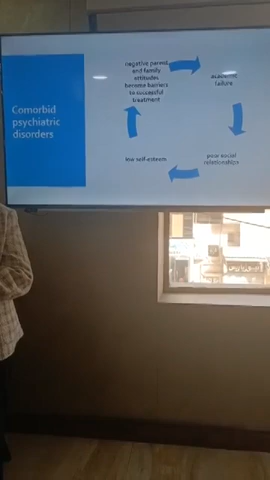 Comorbid
psychiatric
disorders
negative parent
and family
attitudes
become barriers
to successful
treatment
academic
failure
poor social
relationships
low self-esteem